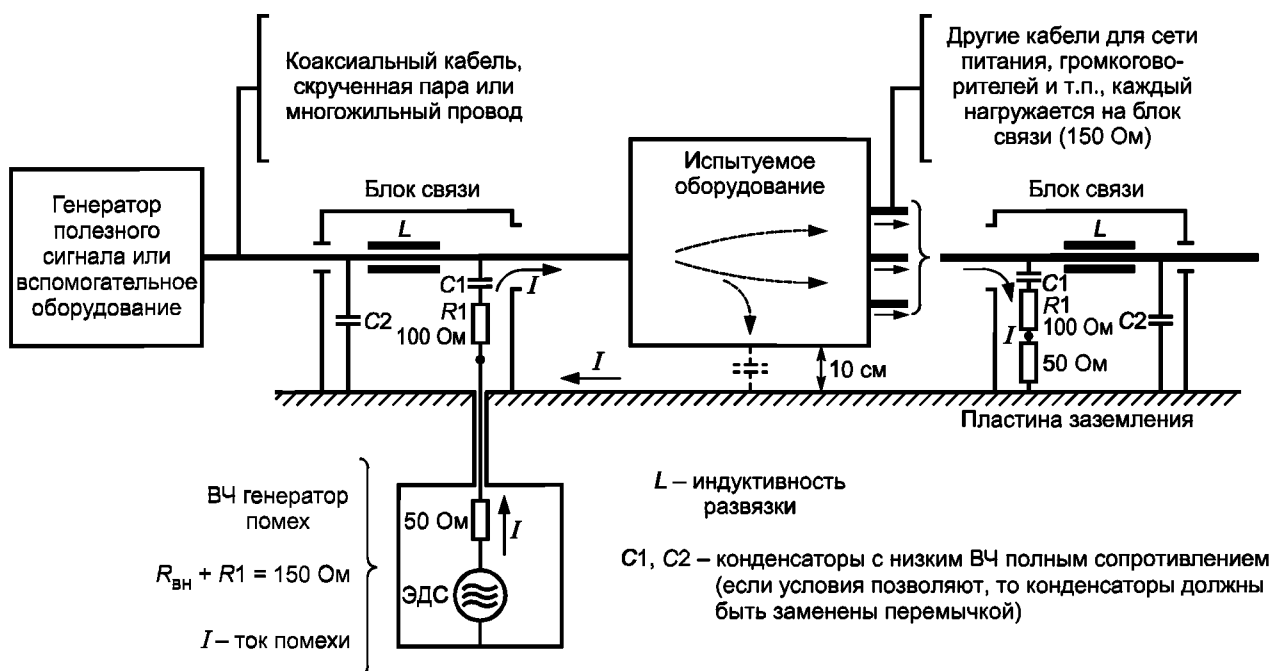 Коаксиальный кабель,
скрученная пара или
многожильный провод
Другие кабели для сети
питания, громкогово-
рителей и т.п., каждый
нагружается на блок
связи (150 Ом)
Генератор
полезного
сигнала или
вспомогательное
оборудование
Блок связи
L
C1
R1
100 Ом
C2
I
Испытуемое
оборудование
Блок связи
L
C1
R1
100 Ом
50 Ом
C2
I
I
10 см
Пластина заземления
ВЧ генератор
помех
Rвн + R1 = 150 Ом
I – ток помехи
50 Ом
I
ЭДС
L – индуктивность
развязки
C1, C2 – конденсаторы с низким ВЧ полным сопротивлением
(если условия позволяют, то конденсаторы должны
быть заменены перемычкой)